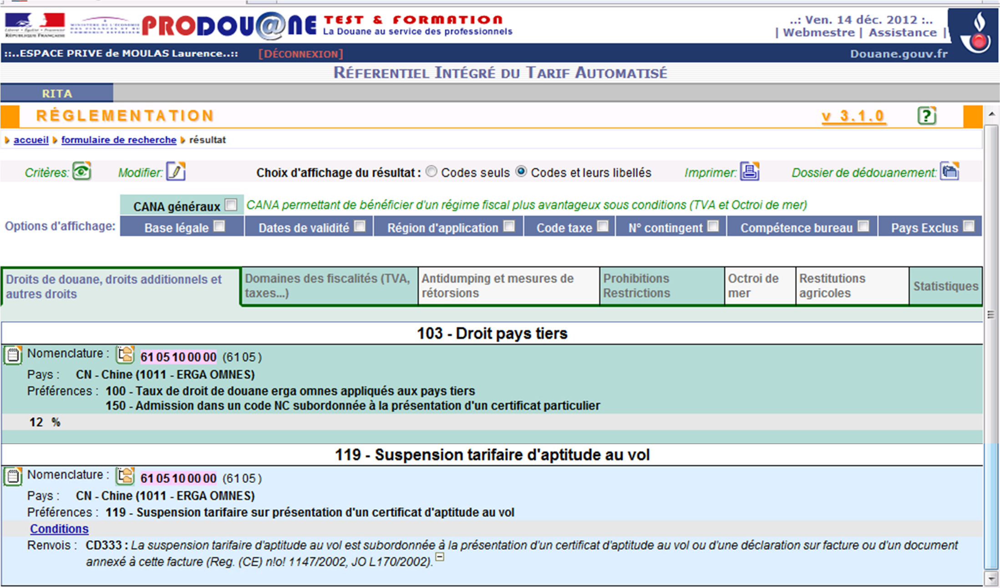 PRODOU@NE TEST & FORMATION
La Douane au service des professionnels
..: Ven. 14 déc. 2012 :..
| Webmestre | Assistance |
RÉPUBLIQUE FRANÇAISE
::..ESPACE PRIVE de MOULAS Laurence..:: [DÉCONNEXION]
Douane.gouv.fr
RÉFERENTIEL INTÉGRÉ DU TARIF AUTOMATISÉ
RITA
RÉGLEMENTATION v 3.1.0 ?
accueil formulaire de recherche résultat
Critères: Modifier: Choix d'affichage du résultat : Codes seuls Codes et leurs libellés Imprimer: Dossier de dédouanement:
CANA généraux CANA permettant de bénéficier d'un régime fiscal plus avantageux sous conditions (TVA et Octroi de mer)
Options d'affichage: Base légale Dates de validité Région d'application Code taxe N° contingent Compétence bureau Pays Exclus
Droits de douane, droits additionnels et
autres droits
Domaines des fiscalités (TVA,
taxes...)
Antidumping et mesures de
rétorsions
Prohibitions
Restrictions
Octroi de
mer
Restitutions
agricoles
Statistiques
103 - Droit pays tiers
Nomenclature : 61 05 10 00 00 (61 05 )
Pays : CN - Chine (1011 - ERGA OMNES)
Préférences : 100 - Taux de droit de douane erga omnes appliqués aux pays tiers
150 - Admission dans un code NC subordonnée à la présentation d'un certificat particulier
12 %
119 - Suspension tarifaire d'aptitude au vol
Nomenclature : 61 05 10 00 00 (61 05 )
Pays : CN - Chine (1011 - ERGA OMNES)
Préférences : 119 - Suspension tarifaire sur présentation d'un certificat d'aptitude au vol
Conditions
Renvois : CD333 : La suspension tarifaire d'aptitude au vol est subordonnée à la présentation d'un certificat d'aptitude au vol ou d'une déclaration sur facture ou d'un document
annexé à cette facture (Reg. (CE) n!o! 1147/2002, JO L170/2002).